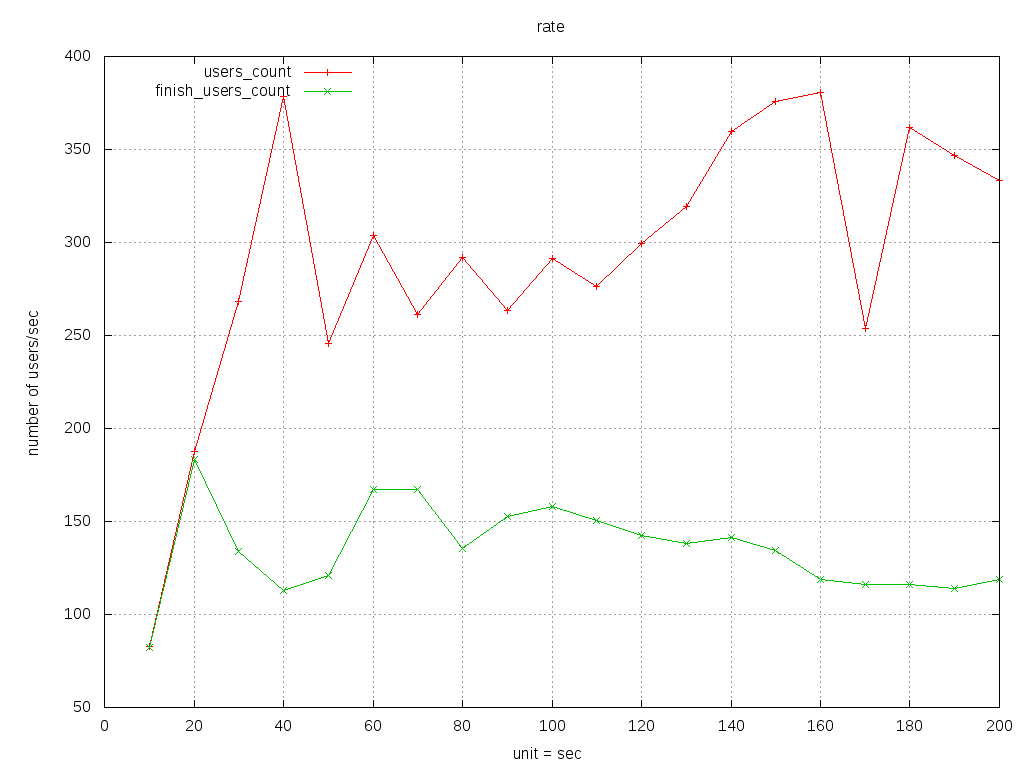 rate
400
users_count
finish_users_count
350
300
250
number of users/sec
200
150
100
50
0 20 40 60 80 100 120 140 160 180 200
unit = sec